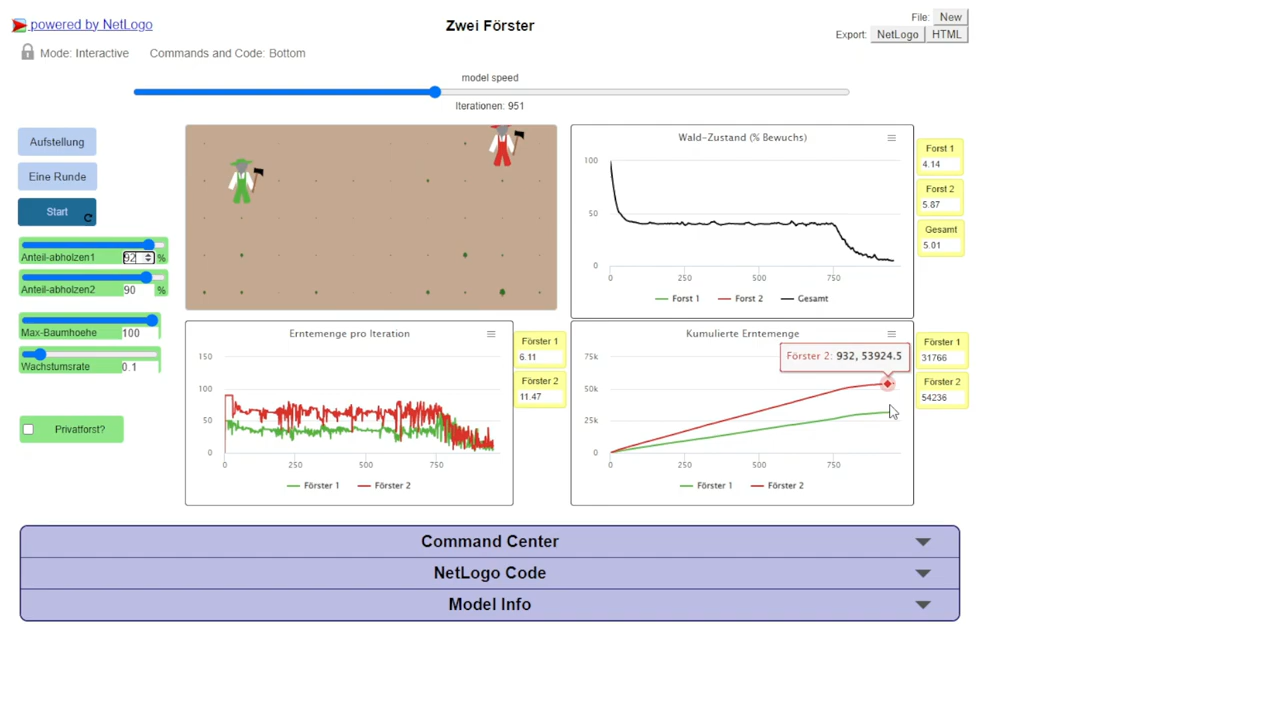 powered by NetLogo
Zwei Förster
File: New
Export: NetLogo HTML
Mode: Interactive Commands and Code: Bottom
model speed
Iterationen: 951
Aufstellung
Eine Runde
Start
Anteil-abholzen1 92 %
Anteil-abholzen2 90 %
Max-Baumhoehe 100
Wachstumsrate 0.1
Privatforst?
Wald-Zustand (% Bewuchs)
100
50
0
0 250 500 750
Forst 1 Forst 2 Gesamt
Forst 1
4.14
Forst 2
5.87
Gesamt
5.01
Erntemenge pro Iteration
150
100
50
0
0 250 500 750
Förster 1 Förster 2
Förster 1
6.11
Förster 2
11.47
Kumulierte Erntemenge
Förster 2: 932, 53924.5
75k
50k
25k
0
0 250 500 750
Förster 1 Förster 2
Förster 1
31766
Förster 2
54236
Command Center
NetLogo Code
Model Info